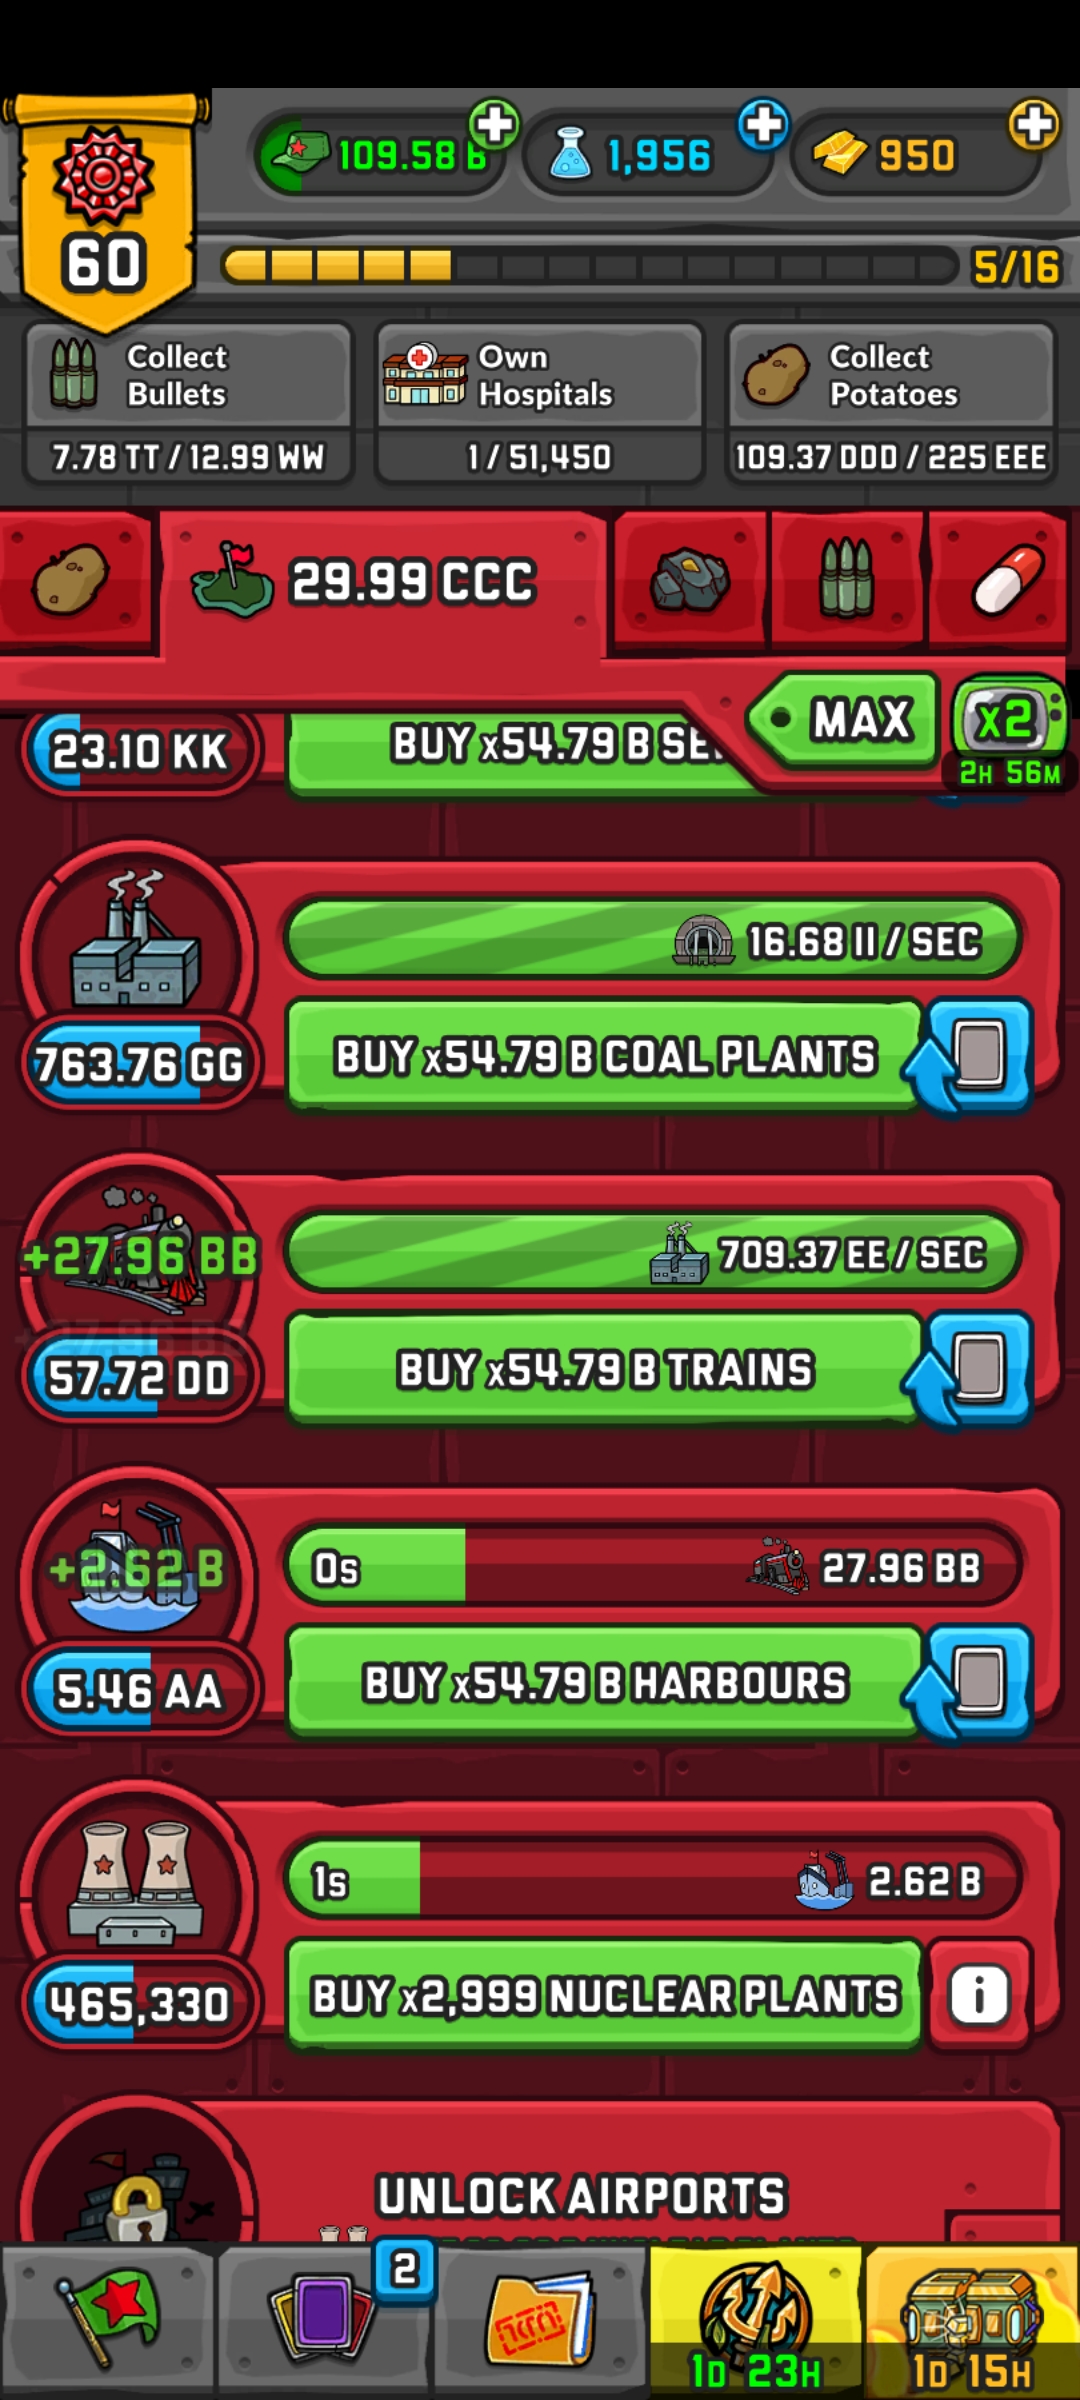 109.58 B
1,956
950
60
5/16
Collect
Bullets
7.78 TT / 12.99 WW
Own
Hospitals
1 / 51,450
Collect
Potatoes
109.37 DDD / 225 EEE
29.99 CCC
MAX
x2
2H 56M
23.10 KK
BUY x54.79 B
16.68 II / SEC
763.76 GG
BUY x54.79 B COAL PLANTS
+27.96 BB
709.37 EE / SEC
57.72 DD
BUY x54.79 B TRAINS
+2.62 B
0s
27.96 BB
5.46 AA
BUY x54.79 B HARBOURS
1s
2.62 B
465,330
BUY x2,999 NUCLEAR PLANTS
i
UNLOCK AIRPORTS
2
1D 23H
1D 15H